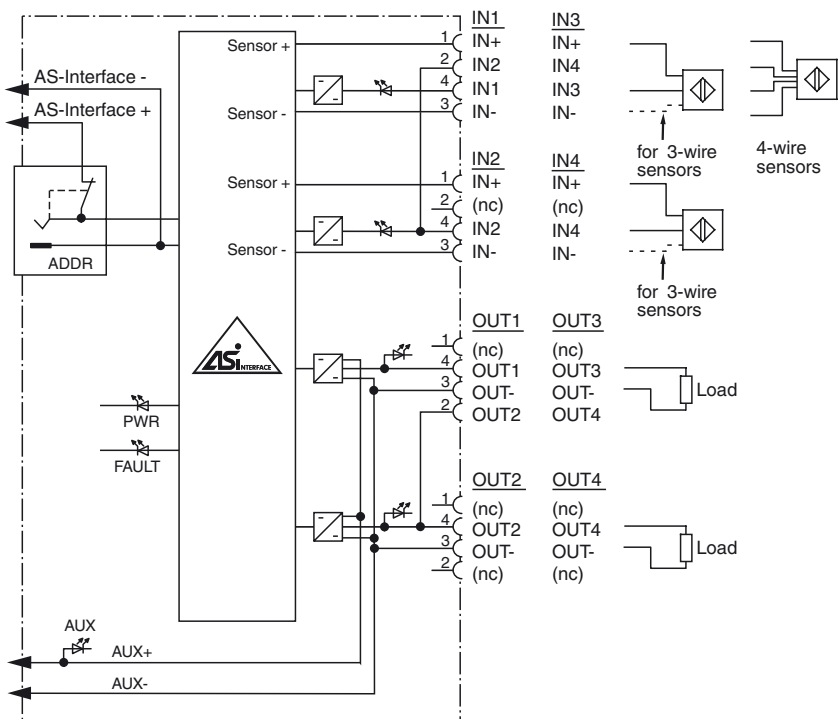 IN1 IN3
Sensor + 1 IN+ IN+
2 IN2 IN4
4 IN1 IN3
Sensor - 3 IN- IN-
AS-Interface -
AS-Interface +
for 3-wire
sensors
4-wire
sensors
IN2 IN4
Sensor + 1 IN+ IN+
2 (nc) (nc)
4 IN2 IN4
Sensor - 3 IN- IN-
ADDR
for 3-wire
sensors
OUT1 OUT3
1 (nc) (nc)
4 OUT1 OUT3
3 OUT- OUT-
2 OUT2 OUT4
Load
ASi INTERFACE
PWR
FAULT
OUT2 OUT4
1 (nc) (nc)
4 OUT2 OUT4
3 OUT- OUT-
2 (nc) (nc)
Load
AUX
AUX+
AUX-